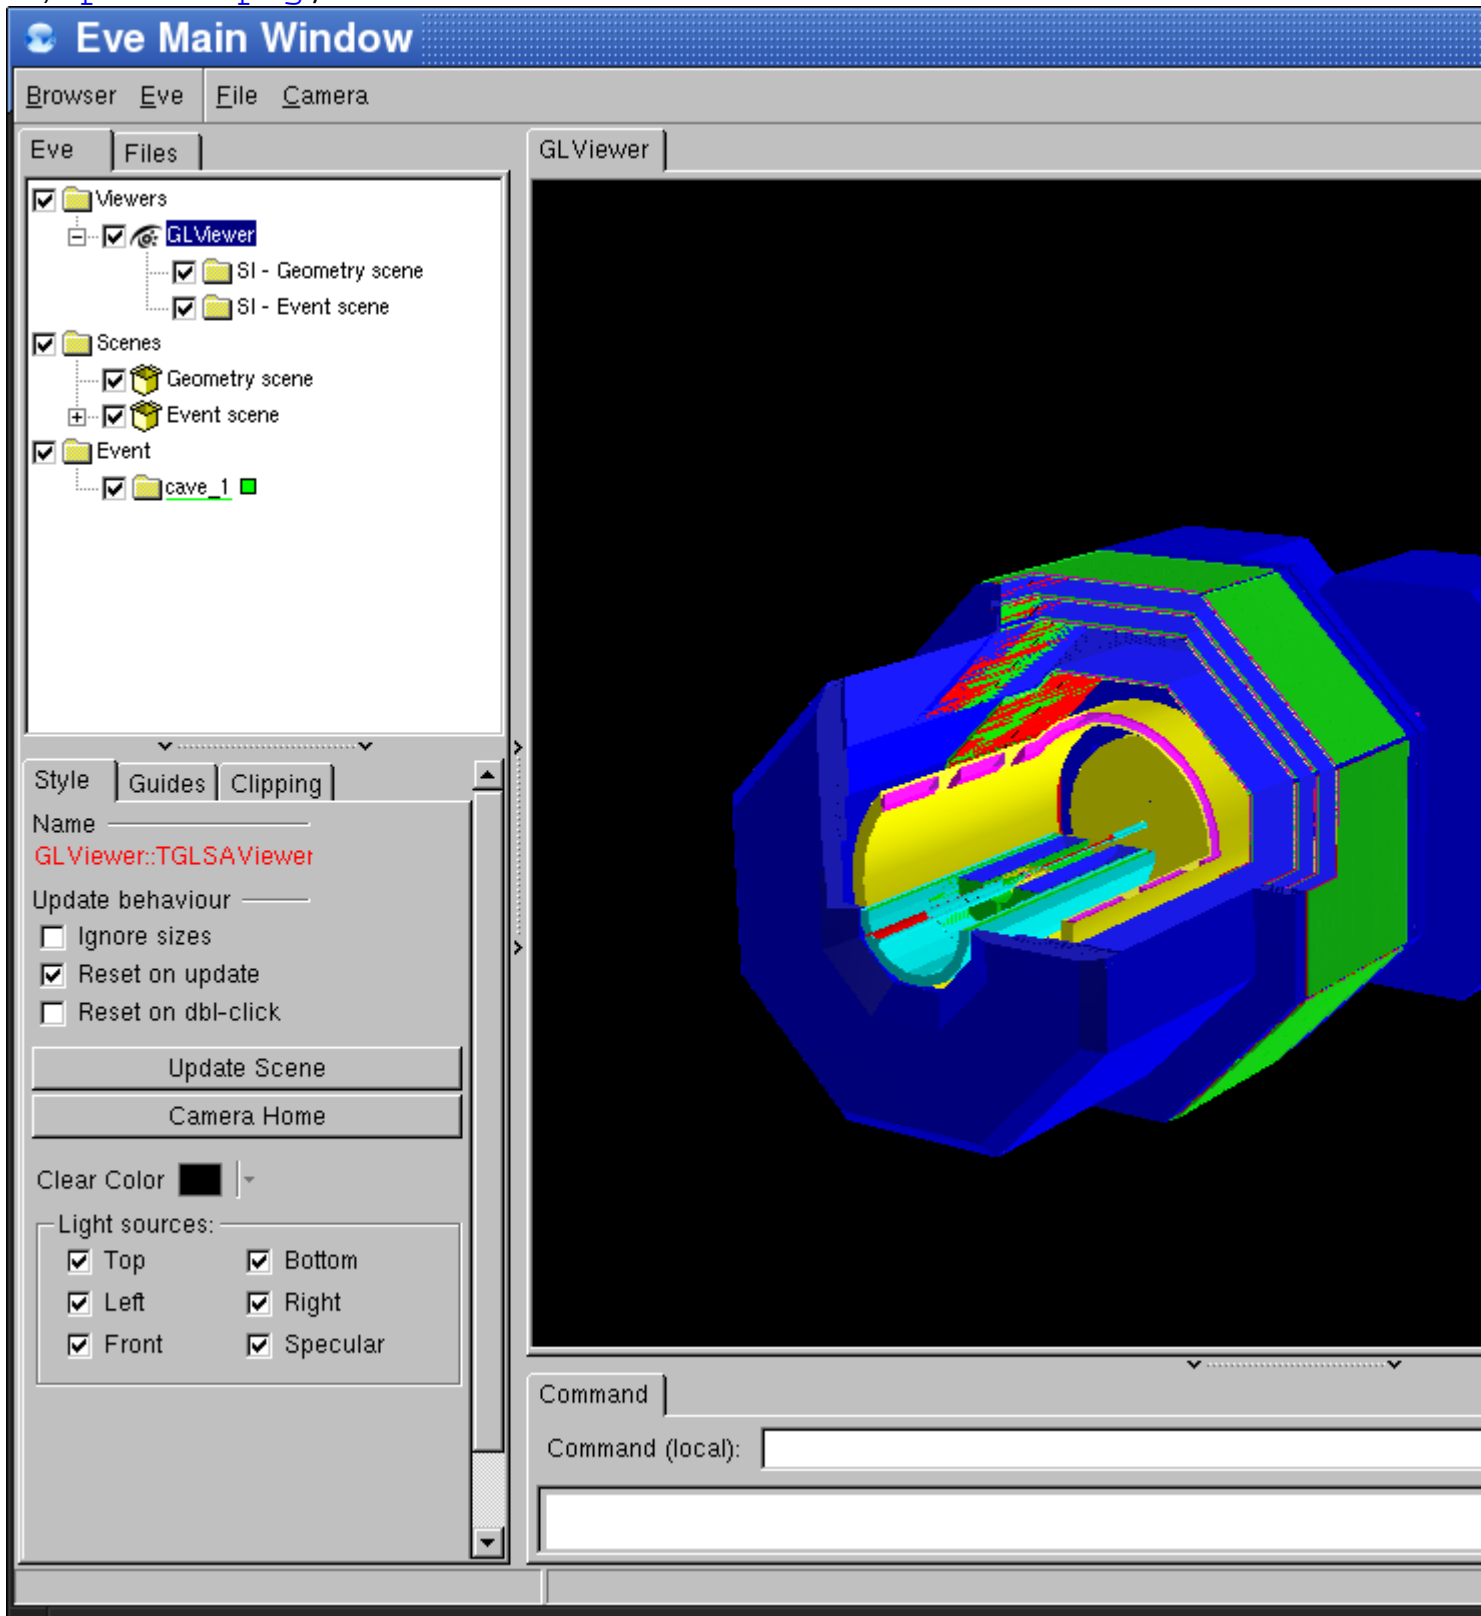 Eve Main Window
Browser Eve File Camera
Eve Files
GLViewer
Viewers
GLViewer
SI - Geometry scene
SI - Event scene
Scenes
Geometry scene
Event scene
Event
cave_1
Style Guides Clipping
Name
GLViewer::TGLSAViewer
Update behaviour
Ignore sizes
Reset on update
Reset on dbl-click
Update Scene
Camera Home
Clear Color
Light sources:
Top Bottom
Left Right
Front Specular
Command
Command (local):